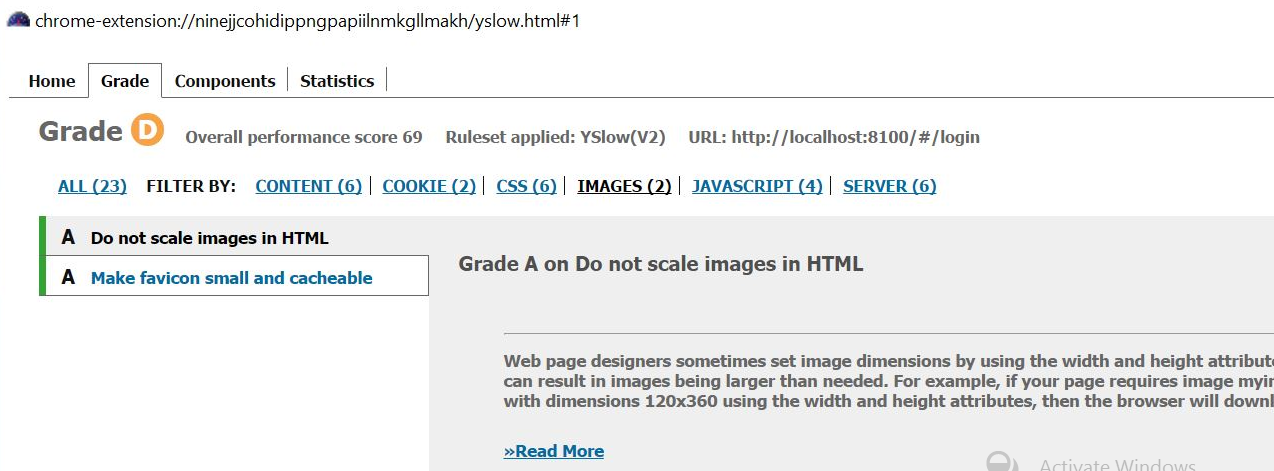 chrome-extension://ninejjcohidippngpapiilnmkgllmakh/yslow.html#1
Home Grade Components Statistics
Grade D Overall performance score 69 Ruleset applied: YSlow(V2) URL: http://localhost:8100/#/login
ALL (23) FILTER BY: CONTENT (6) | COOKIE (2) | CSS (6) | IMAGES (2) | JAVASCRIPT (4) | SERVER (6)
A Do not scale images in HTML
A Make favicon small and cacheable
Grade A on Do not scale images in HTML
Web page designers sometimes set image dimensions by using the width and height
can result in images being larger than needed. For example, if your page requires image
with dimensions 120x360 using the width and height attributes, then the browser will
»Read More
Activate Windows